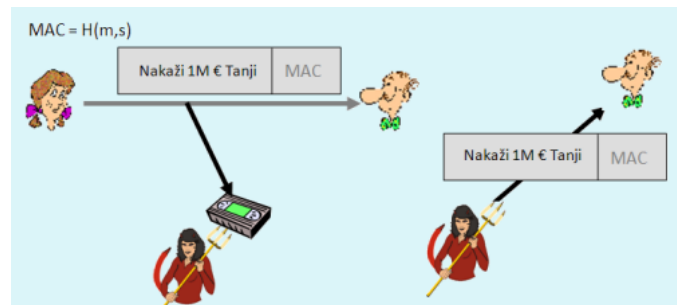 MAC = H(m,s)
Nakaži 1M € Tanji MAC
Nakaži 1M € Tanji MAC